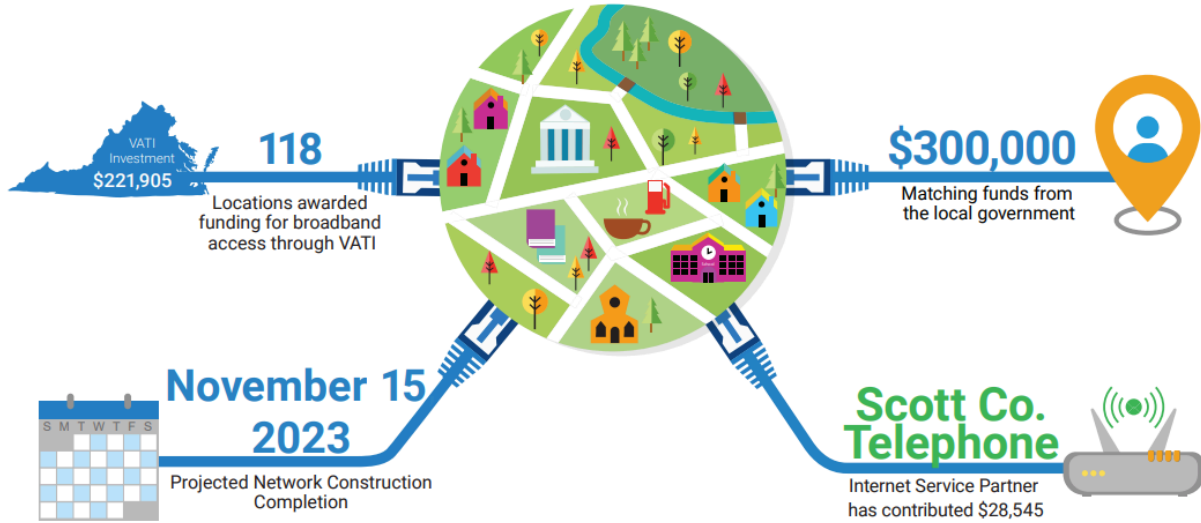 VATI
Investment
$221,905
118
Locations awarded
funding for broadband
access through VATI
$300,000
Matching funds from
the local government
November 15
2023
Projected Network Construction
Completion
S M T W T F S
Scott Co.
Telephone
Internet Service Partner
has contributed $28,545